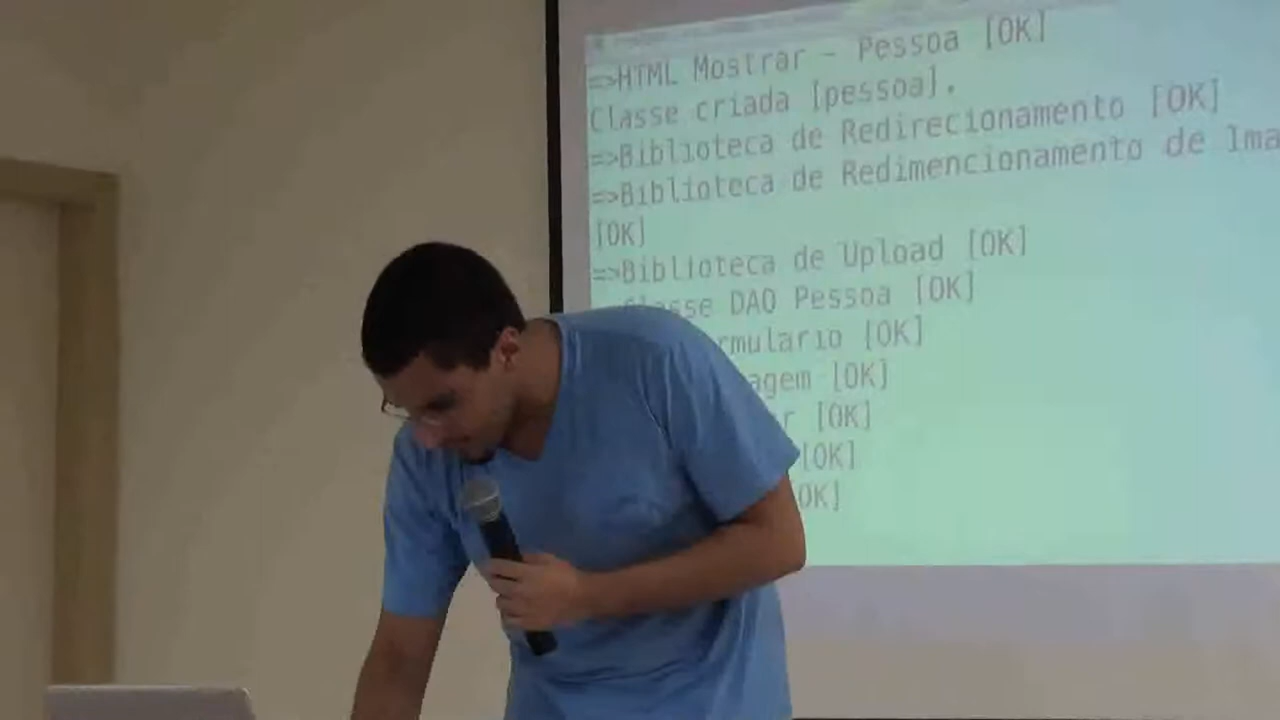 =>HTML Mostrar - Pessoa [OK]
Classe criada [pessoa].
=>Biblioteca de Redirecionamento [OK]
=>Biblioteca de Redimencionamento de Ima
[OK]
=>Biblioteca de Upload [OK]
Classe DAO Pessoa [OK]
rmulario [OK]
agem [OK]
r [OK]
[OK]
OK]